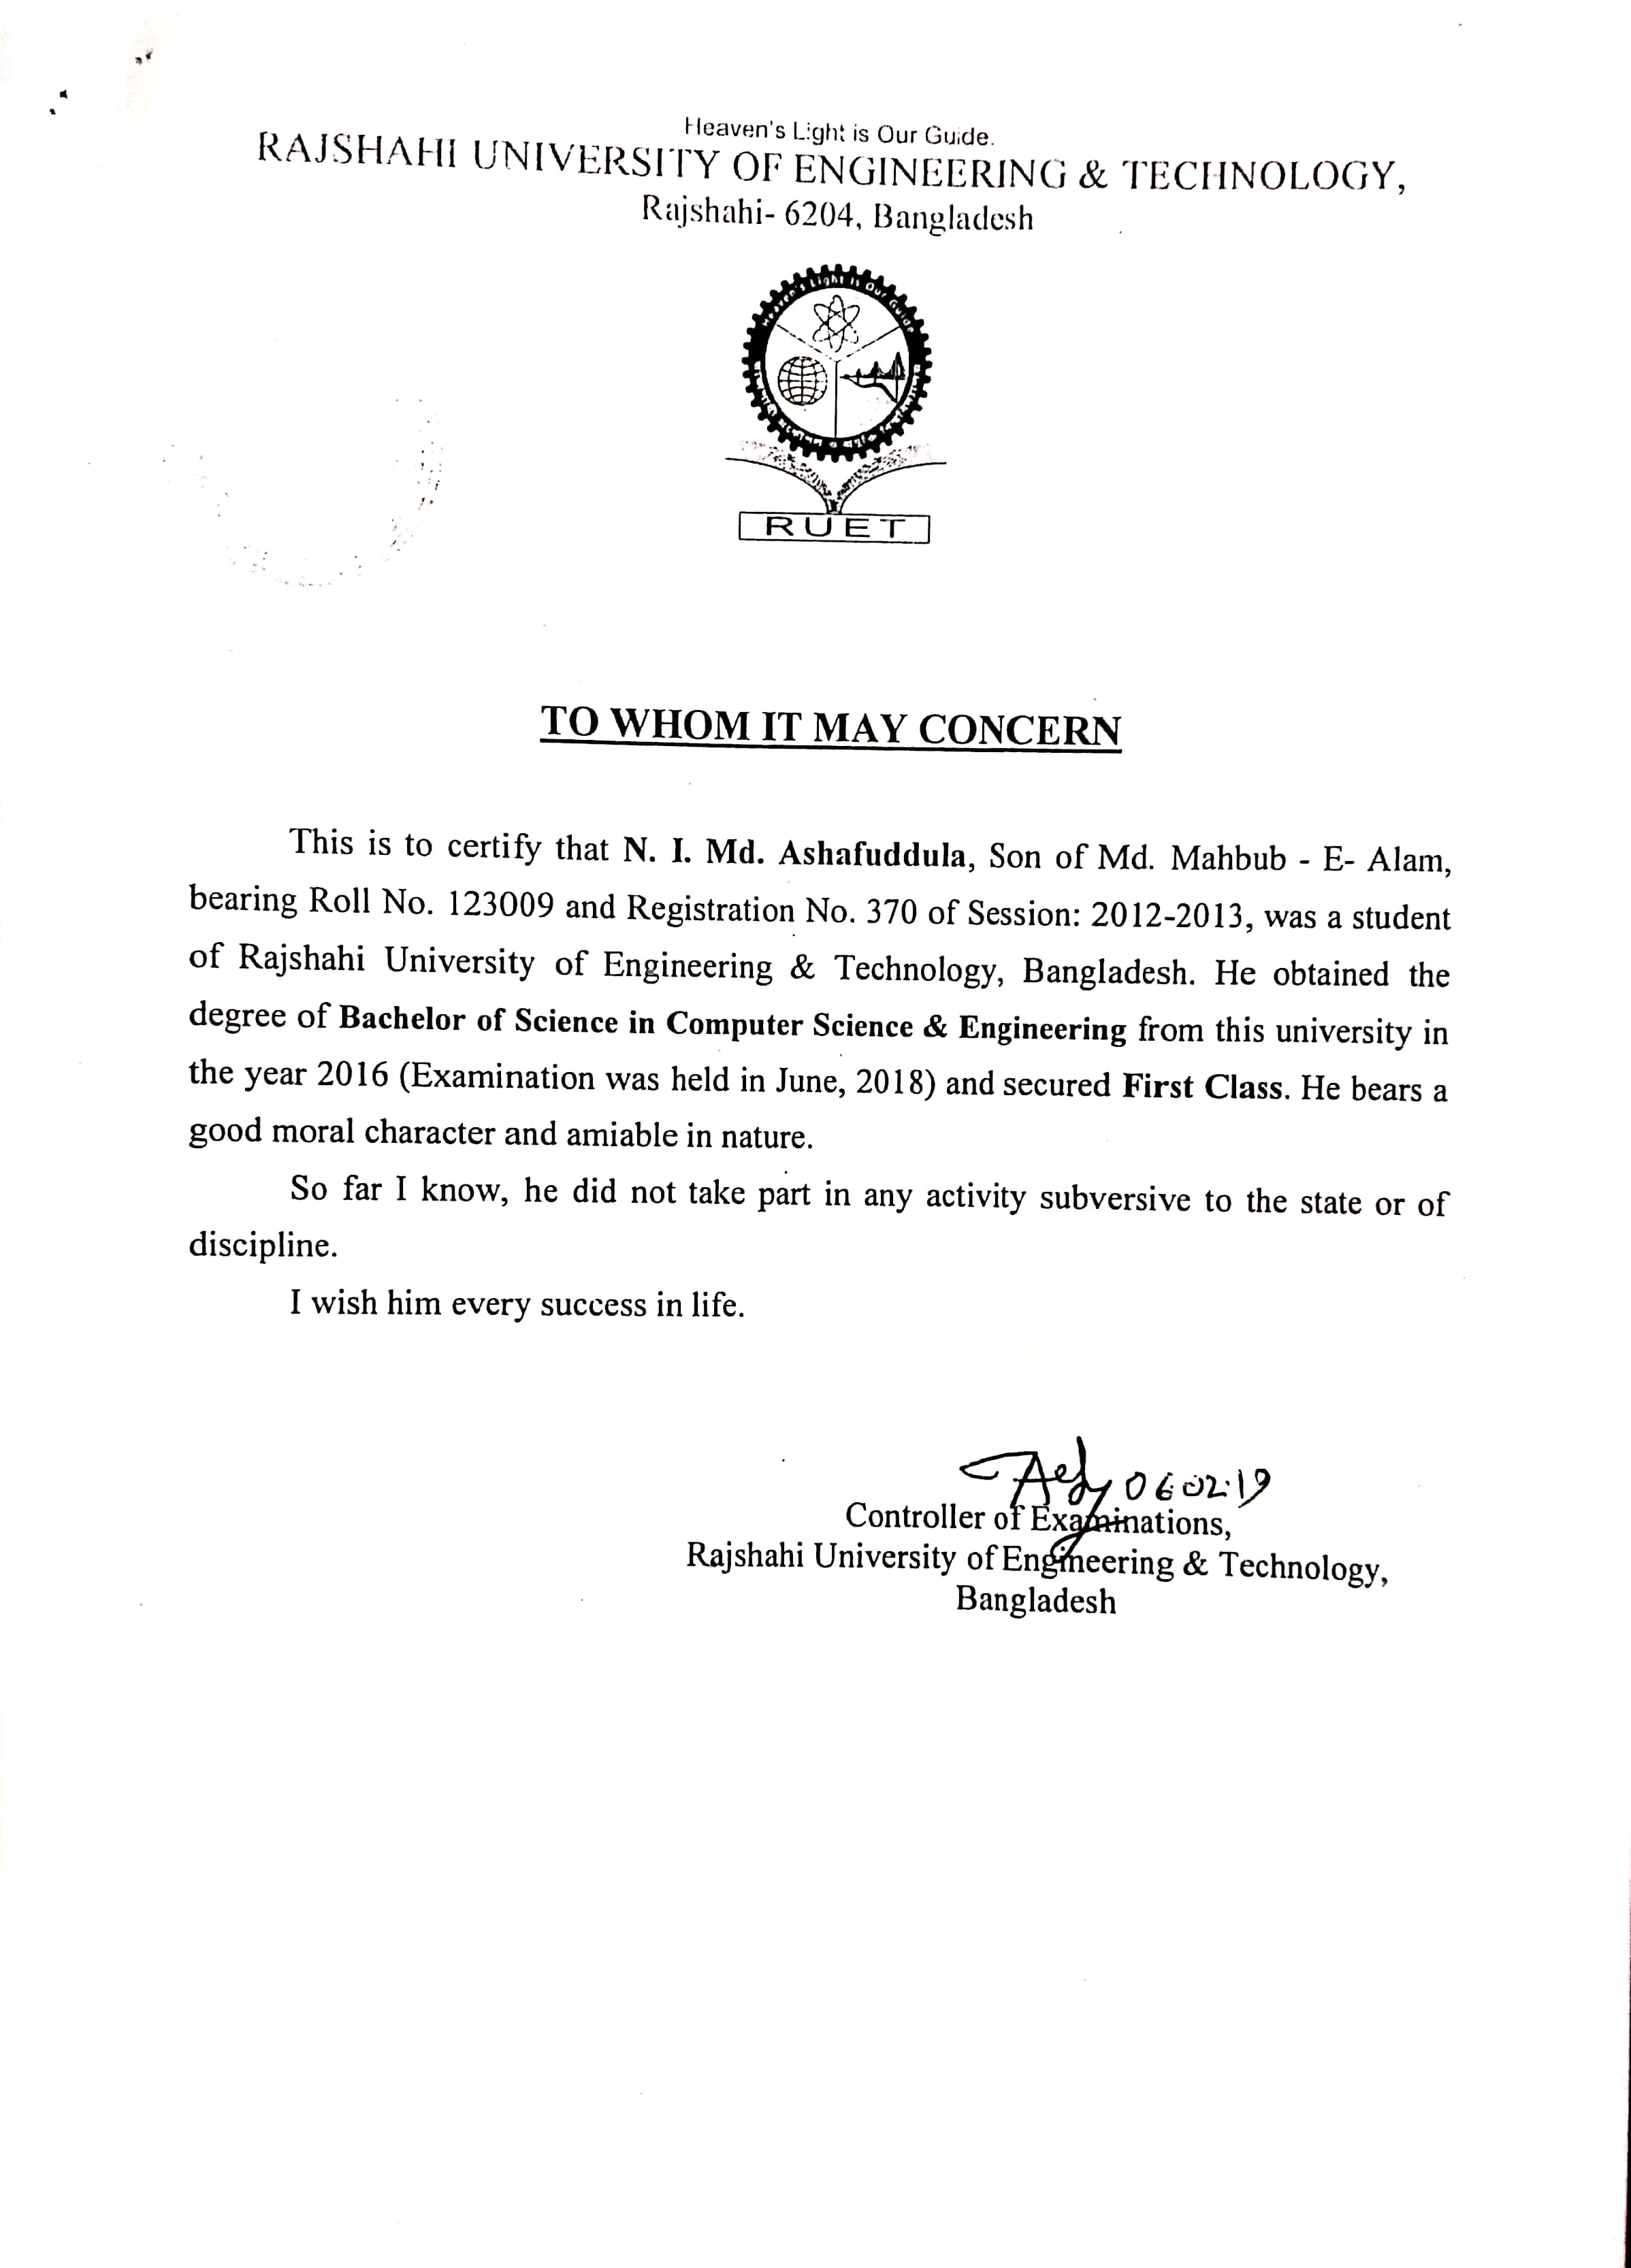 Heaven's Light is Our Guide.
RAJSHAHI UNIVERSITY OF ENGINEERING & TECHNOLOGY,
Rajshahi- 6204, Bangladesh
Heaven's Light is Our Guide
RUET
TO WHOM IT MAY CONCERN
This is to certify that N. I. Md. Ashafuddula, Son of Md. Mahbub - E- Alam,
bearing Roll No. 123009 and Registration No. 370 of Session: 2012-2013, was a student
of Rajshahi University of Engineering & Technology, Bangladesh. He obtained the
degree of Bachelor of Science in Computer Science & Engineering from this university in
the year 2016 (Examination was held in June, 2018) and secured First Class. He bears a
good moral character and amiable in nature.
So far I know, he did not take part in any activity subversive to the state or of
discipline.
I wish him every success in life.
06.02.19
Controller of Examinations,
Rajshahi University of Engineering & Technology,
Bangladesh